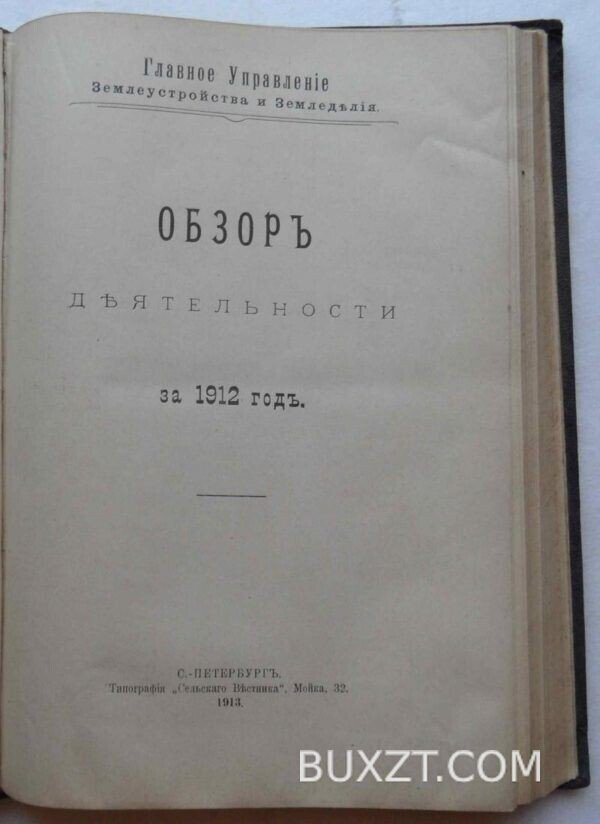 Главное Управленіе
Землеустройства и Земледѣлія.
ОБЗОРЪ
ДѢЯТЕЛЬНОСТИ
за 1912 годъ.
С.-ПЕТЕРБУРГЪ.
Типографія „Сельскаго Вѣстника“, Мойка, 32.
1913.
BUXZT.COM